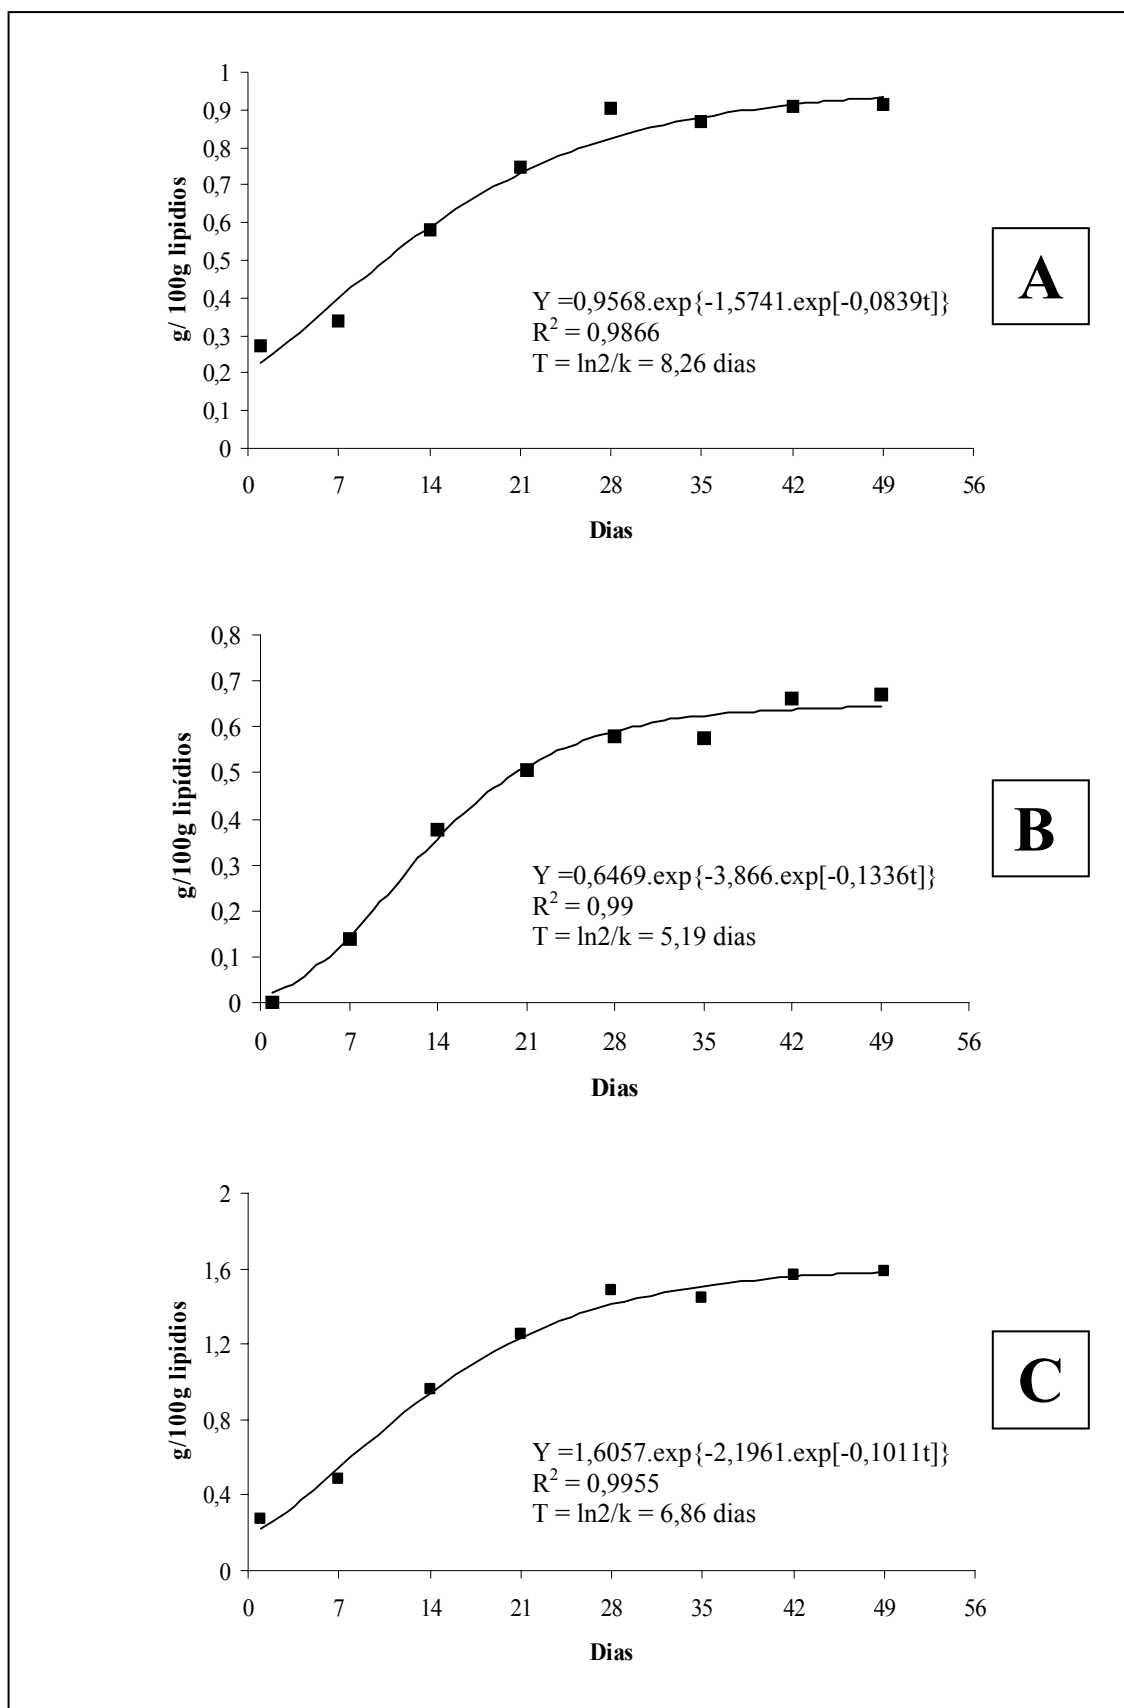 1
0,9
0,8
0,7
0,6
0,5
0,4
0,3
0,2
0,1
0
g/ 100g lipidios
0 7 14 21 28 35 42 49 56
Dias
Y =0,9568.exp{-1,5741.exp[-0,0839t]}
R² = 0,9866
T = ln2/k = 8,26 dias
A
0,8
0,7
0,6
0,5
0,4
0,3
0,2
0,1
0
g/100g lipídios
0 7 14 21 28 35 42 49 56
Dias
Y =0,6469.exp{-3,866.exp[-0,1336t]}
R² = 0,99
T = ln2/k = 5,19 dias
B
2
1,6
1,2
0,8
0,4
0
g/100g lipidios
0 7 14 21 28 35 42 49 56
Dias
Y =1,6057.exp{-2,1961.exp[-0,1011t]}
R² = 0,9955
T = ln2/k = 6,86 dias
C